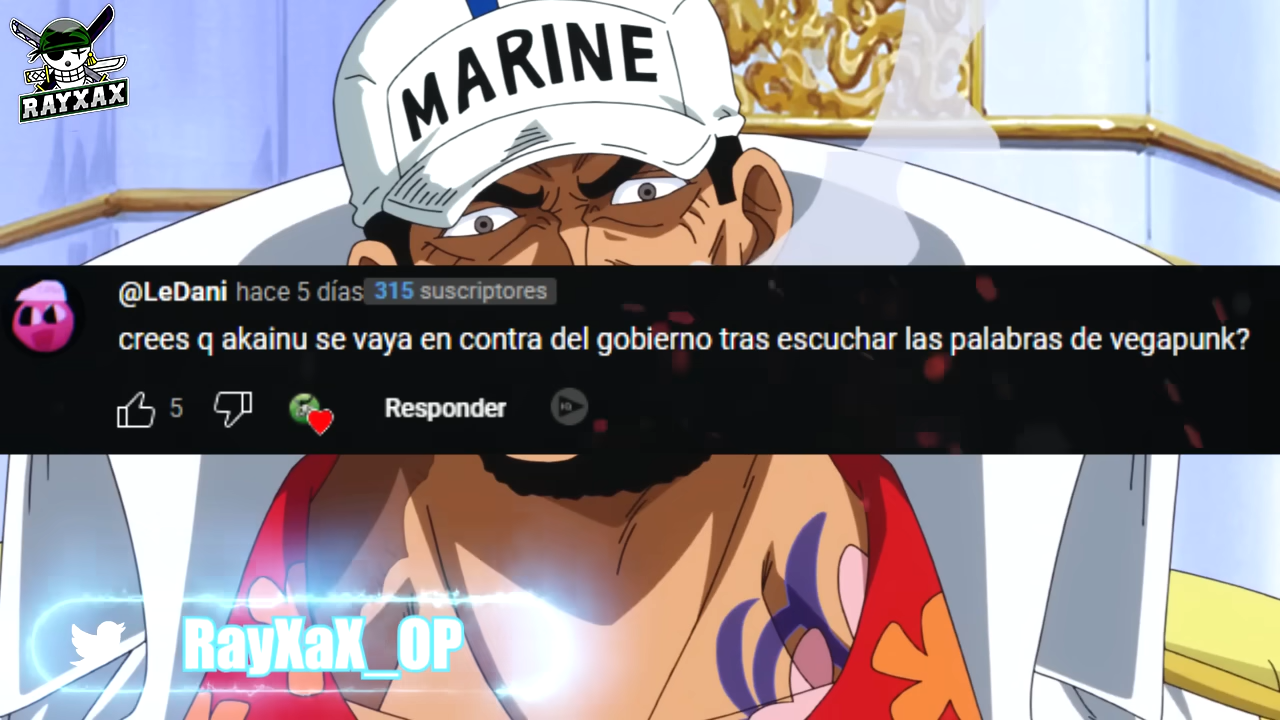 MARINE
RAYXAX
@LeDani hace 5 días 315 suscriptores
crees q akainu se vaya en contra del gobierno tras escuchar las palabras de vegapunk?
5
Responder
RayXaX_OP